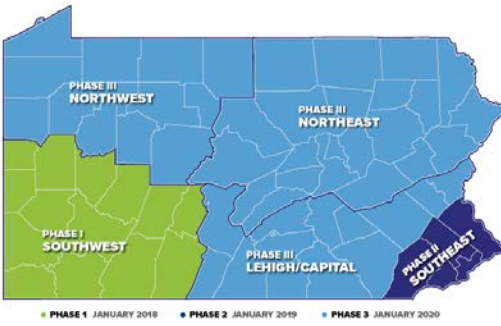 PHASE III
NORTHWEST
PHASE III
NORTHEAST
PHASE I
SOUTHWEST
PHASE III
LEHIGH/CAPITAL
PHASE II
SOUTHEAST
PHASE 1 JANUARY 2018
PHASE 2 JANUARY 2019
PHASE 3 JANUARY 2020